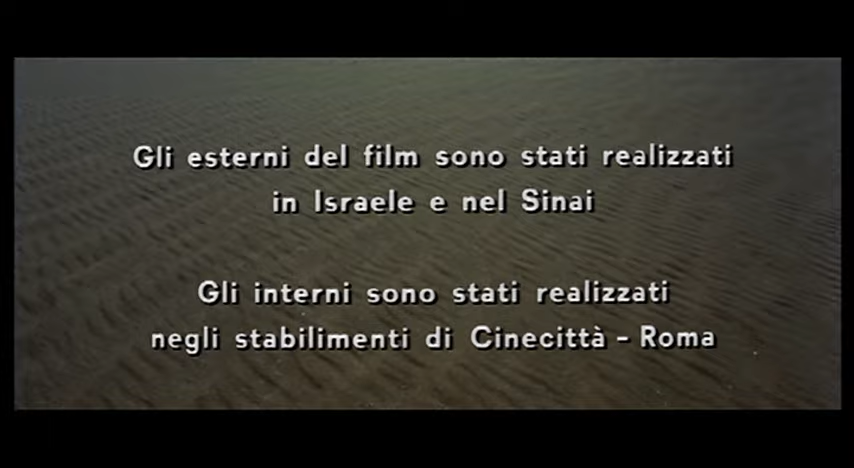 Gli esterni del film sono stati realizzati
in Israele e nel Sinai
Gli interni sono stati realizzati
negli stabilimenti di Cinecittà - Roma